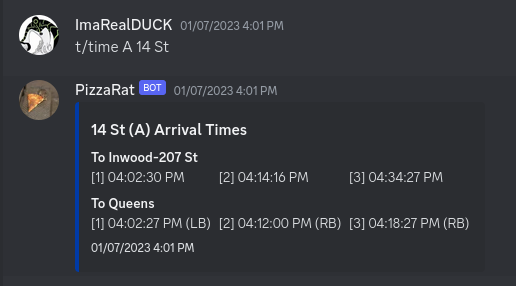 ImaRealDUCK 01/07/2023 4:01 PM
t/time A 14 St
PizzaRat BOT 01/07/2023 4:01 PM
14 St (A) Arrival Times
To Inwood-207 St
[1] 04:02:30 PM [2] 04:14:16 PM [3] 04:34:27 PM
To Queens
[1] 04:02:27 PM (LB) [2] 04:12:00 PM (RB) [3] 04:18:27 PM (RB)
01/07/2023 4:01 PM